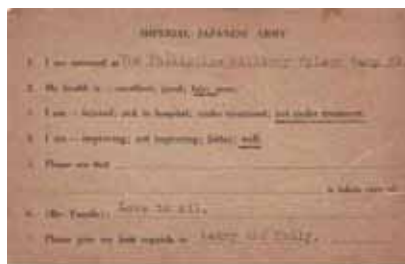 IMPERIAL JAPANESE ARMY
1. I am interned at The Philippine Military Prison Camp
2. My health is — excellent; good; fair; poor.
3. I am — injured; sick in hospital; under treatment; not under treatment.
4. I am — improving; not improving; better; well.
5. Please see that
is taken care of.
6. (Re: Family); Love to all.
7. Please give my best regards to